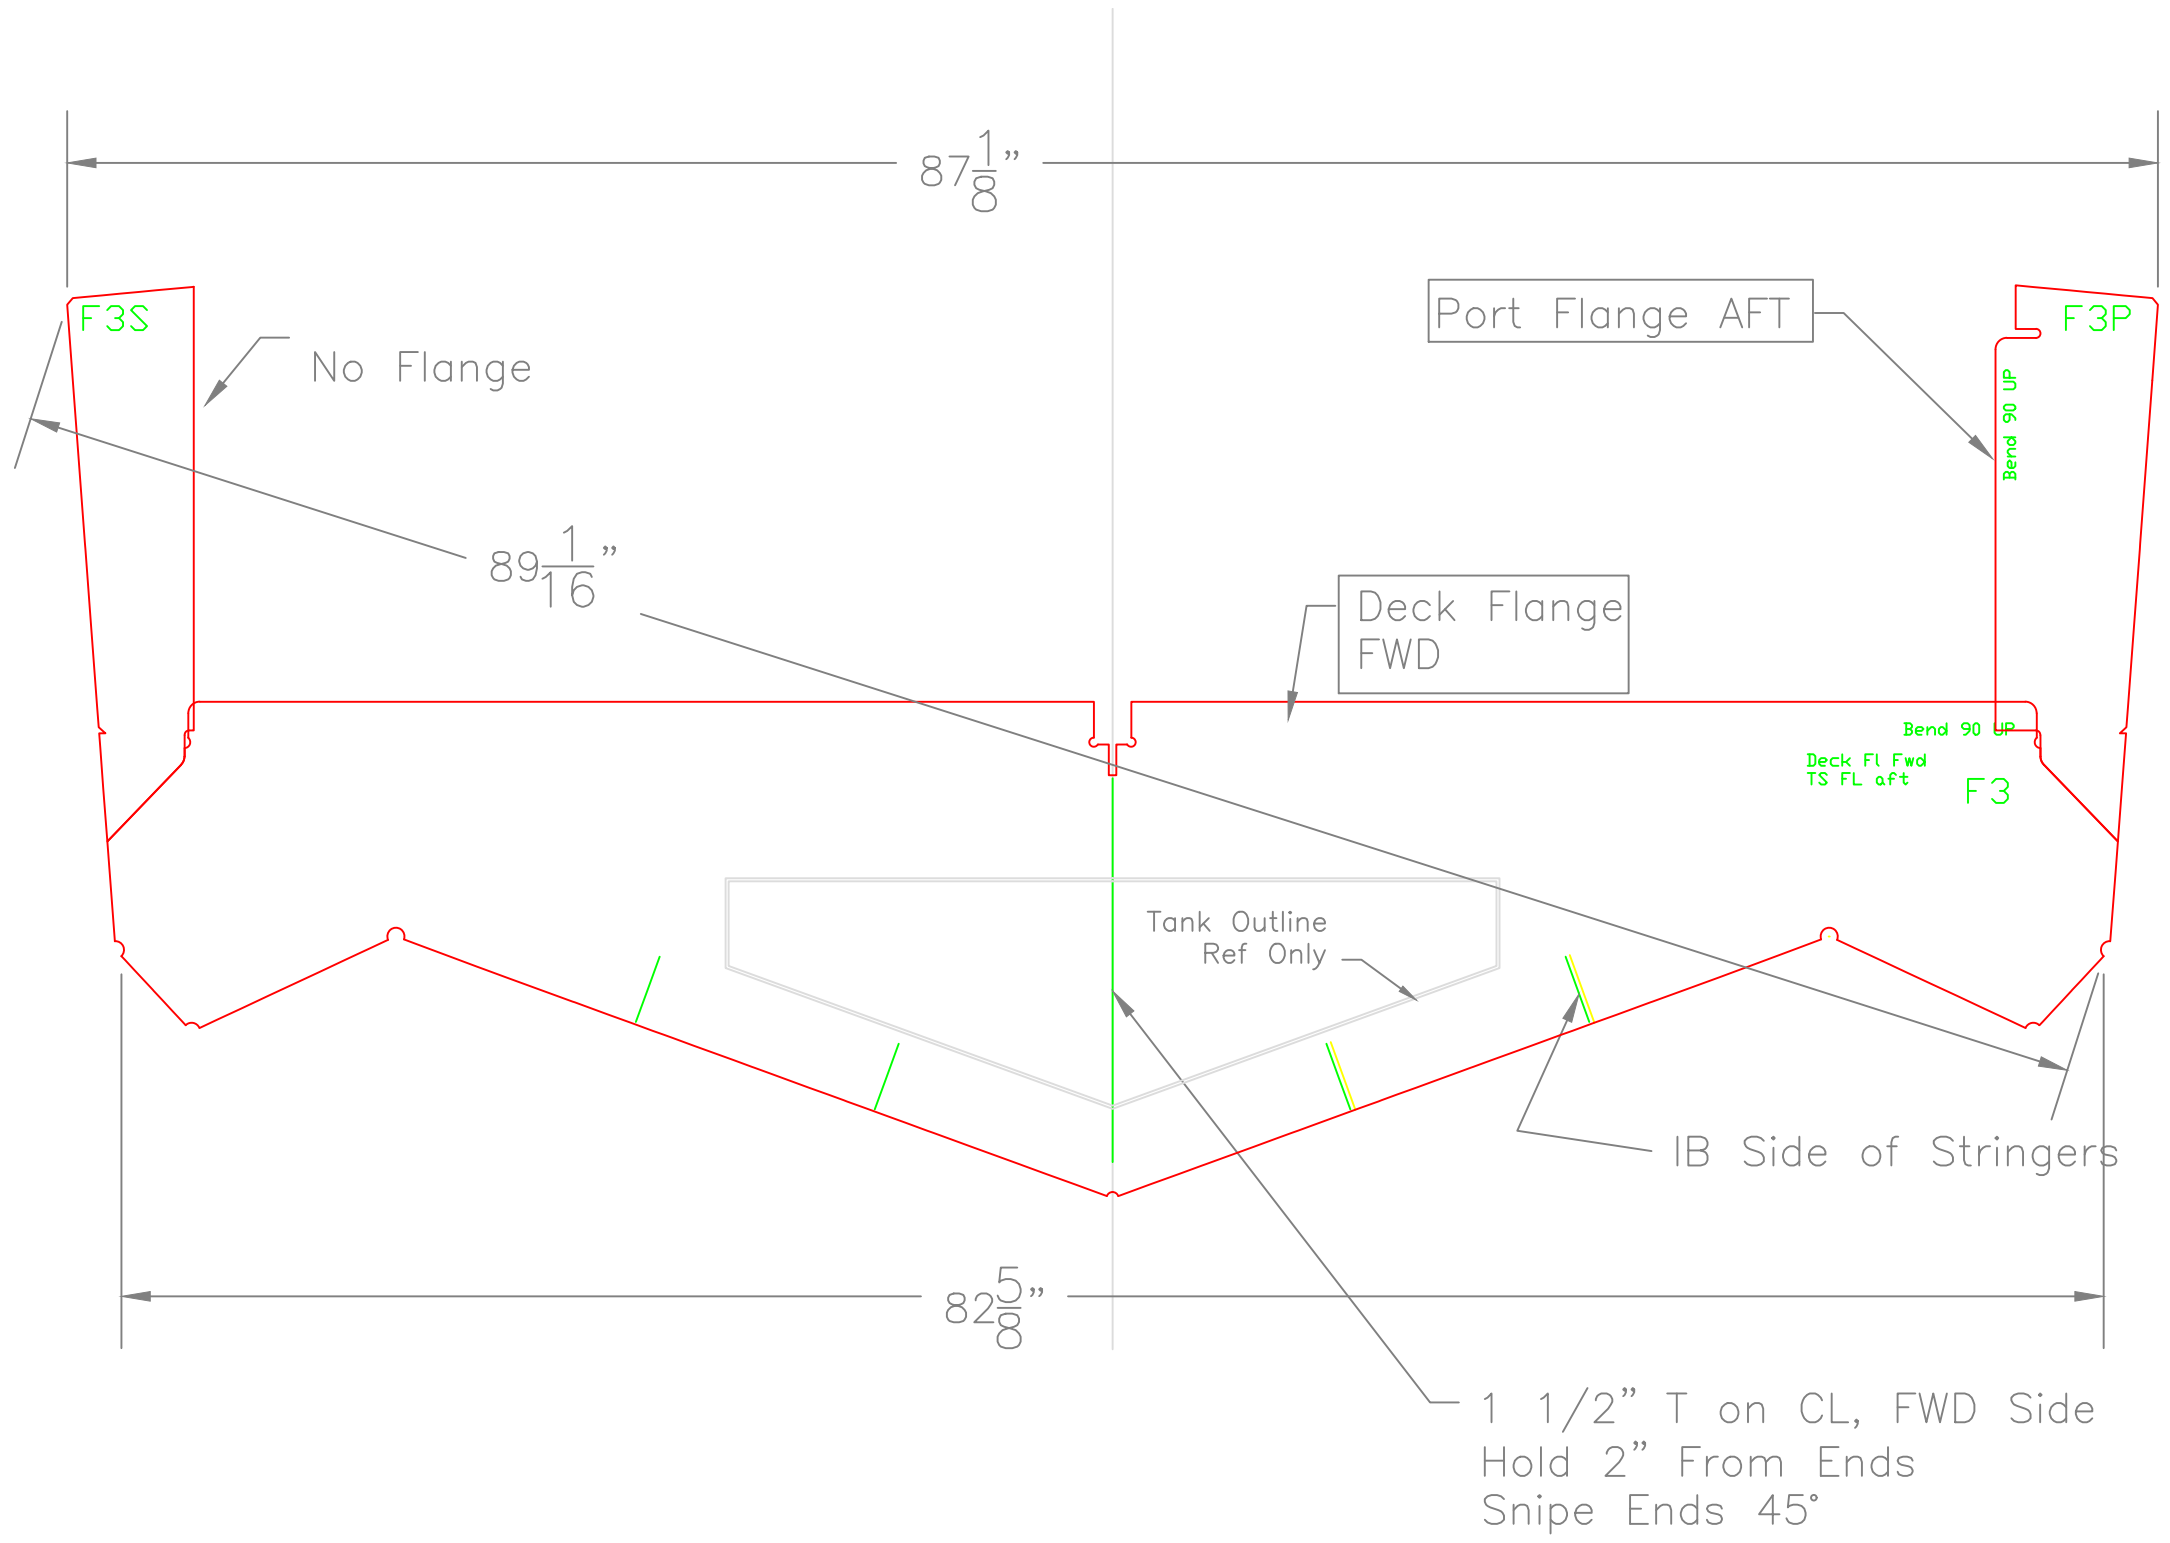 87 1/8"
F3S
No Flange
Port Flange AFT
F3P
Bend 90 UP
89 1/16"
Deck Flange
FWD
Bend 90 UP
Deck Fl Fwd
TS FL aft
F3
Tank Outline
Ref Only
IB Side of Stringers
82 5/8"
1 1/2" T on CL, FWD Side
Hold 2" From Ends
Snipe Ends 45°